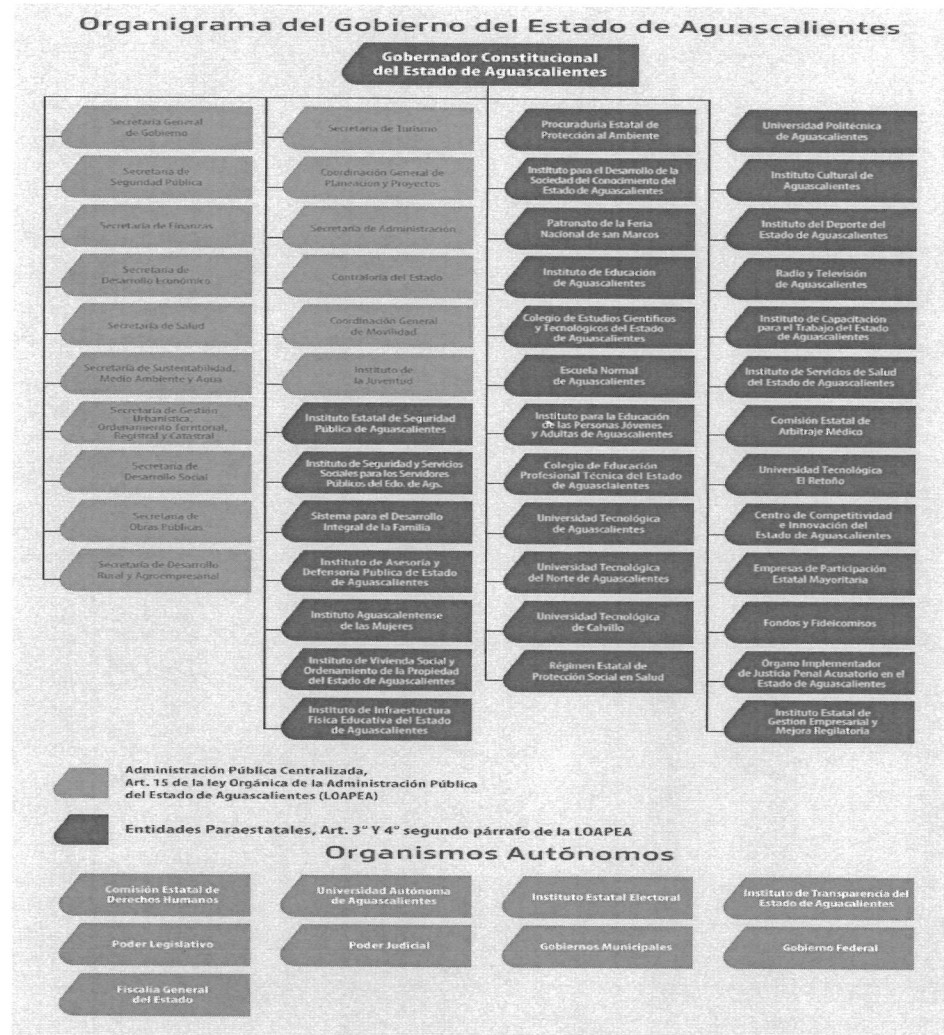 Organigrama del Gobierno del Estado de Aguascalientes
Gobernador Constitucional
del Estado de Aguascalientes
Secretaría General
de Gobierno
Secretaría de
Seguridad Pública
Secretaría de Finanzas
Secretaría de
Desarrollo Económico
Secretaría de Salud
Secretaría de Sustentabilidad,
Medio Ambiente y Agua
Secretaría de Gestión
Urbanística,
Ordenamiento Territorial,
Registral y Catastral
Secretaría de
Desarrollo Social
Secretaría de
Obras Públicas
Secretaría de Desarrollo
Rural y Agroempresarial
Secretaría de Turismo
Coordinación General de
Planeación y Proyectos
Secretaría de Administración
Contraloría del Estado
Coordinación General
de Movilidad
Instituto de
la Juventud
Instituto Estatal de Seguridad
Pública de Aguascalientes
Instituto de Seguridad y Servicios
Sociales para los Servidores
Públicos del Edo. de Ags.
Sistema para el Desarrollo
Integral de la Familia
Instituto de Asesoría y
Defensoría Pública de Estado
de Aguascalientes
Instituto Aguascalentense
de las Mujeres
Instituto de Vivienda Social y
Ordenamiento de la Propiedad
del Estado de Aguascalientes
Instituto de Infraestuctura
Física Educativa del Estado
de Aguascalientes
Procuraduría Estatal de
Protección al Ambiente
Instituto para el Desarrollo de la
Sociedad del Conocimiento del
Estado de Aguascalientes
Patronato de la Feria
Nacional de san Marcos
Instituto de Educación
de Aguascalientes
Colegio de Estudios Científicos
y Tecnológicos del Estado
de Aguascalientes
Escuela Normal
de Aguascalientes
Instituto para la Educación
de las Personas Jóvenes
y Adultas de Aguascalientes
Colegio de Educación
Profesional Técnica del Estado
de Aguasclaientes
Universidad Tecnológica
de Aguascalientes
Universidad Tecnológica
del Norte de Aguascalientes
Universidad Tecnológica
de Calvillo
Régimen Estatal de
Protección Social en Salud
Universidad Politécnica
de Aguascalientes
Instituto Cultural de
Aguascalientes
Instituto del Deporte del
Estado de Aguascalientes
Radio y Televisión
de Aguascalientes
Instituto de Capacitación
para el Trabajo del Estado
de Aguascalientes
Instituto de Servicios de Salud
del Estado de Aguascalientes
Comisión Estatal de
Arbitraje Médico
Universidad Tecnológica
El Retoño
Centro de Competitividad
e Innovación del
Estado de Aguascalientes
Empresas de Participación
Estatal Mayoritaria
Fondos y Fideicomisos
Órgano Implementador
de Justicia Penal Acusatorio en el
Estado de Aguascalientes
Instituto Estatal de
Gestion Empresarial y
Mejora Regilatoria
Administración Pública Centralizada,
Art. 15 de la ley Orgánica de la Administración Pública
del Estado de Aguascalientes (LOAPEA)
Entidades Paraestatales, Art. 3° Y 4° segundo párrafo de la LOAPEA
Organismos Autónomos
Comisión Estatal de
Derechos Humanos
Universidad Autónoma
de Aguascalientes
Instituto Estatal Electoral
Instituto de Transparencia del
Estado de Aguacalientes
Poder Legislativo
Poder Judicial
Gobiernos Municipales
Gobierno Federal
Fiscalía General
del Estado